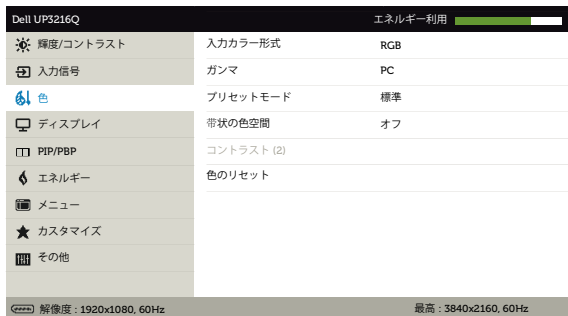 Dell UP3216Q
エネルギー利用
輝度/コントラスト
入力信号
色
ディスプレイ
PIP/PBP
エネルギー
メニュー
カスタマイズ
その他
入力カラー形式 RGB
ガンマ PC
プリセットモード 標準
帯状の色空間 オフ
コントラスト (2)
色のリセット
解像度 : 1920x1080, 60Hz
最高 : 3840x2160, 60Hz